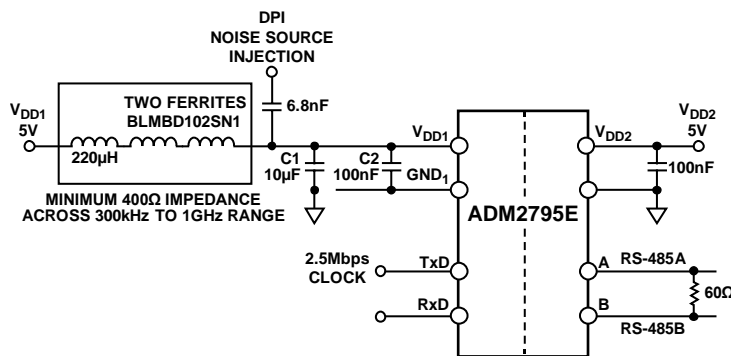 DPI
NOISE SOURCE
INJECTION
VDD1
5V
TWO FERRITES
BLMBD102SN1
220µH
6.8nF
MINIMUM 400Ω IMPEDANCE
ACROSS 300kHz TO 1GHz RANGE
C1
10µF
C2
100nF
VDD1
GND1
ADM2795E
VDD2
VDD2
5V
100nF
2.5Mbps
CLOCK
TxD
RxD
A
RS-485A
60Ω
B
RS-485B